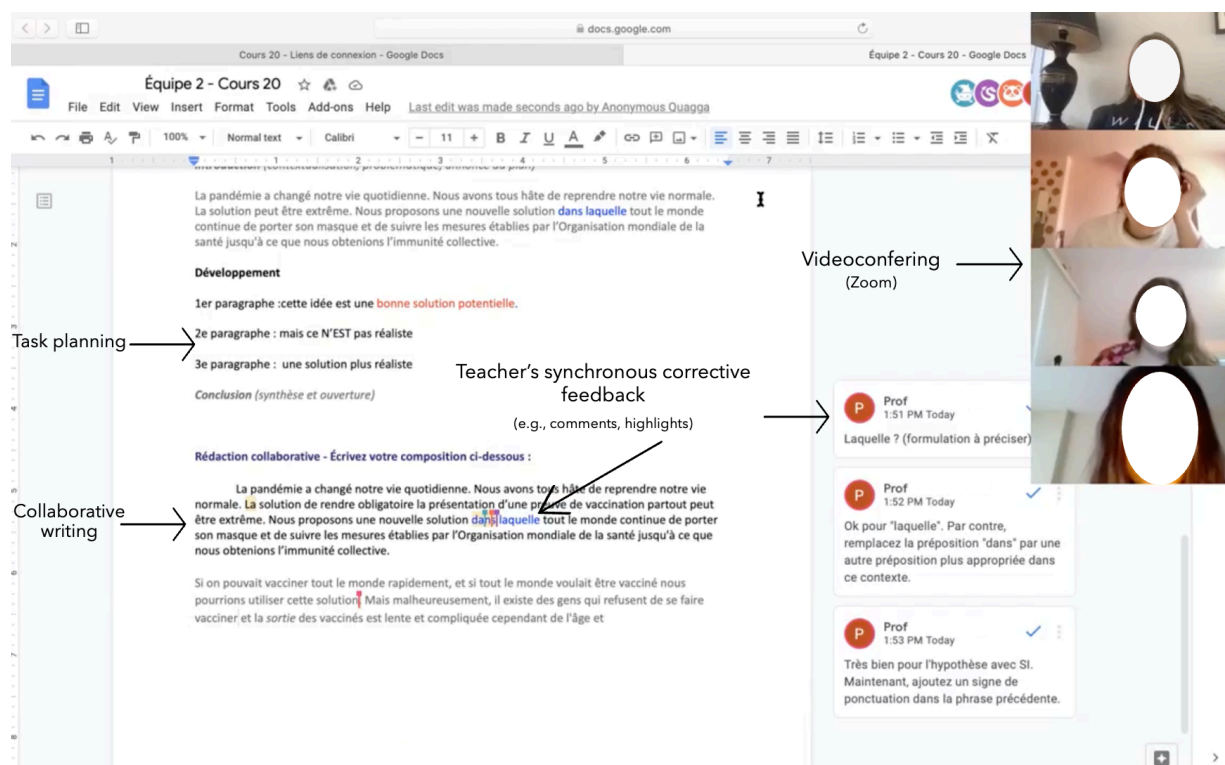 docs.google.com
Cours 20 - Liens de connexion - Google Docs
Équipe 2 - Cours 20 - Google Docs
Équipe 2 - Cours 20
File Edit View Insert Format Tools Add-ons Help Last edit was made seconds ago by Anonymous Quagga
100% Normal text Calibri - 11 + B I U A
1 1 2 3 4 5 6 7
Introduction (contextualisation, problématique, annonce du plan)
La pandémie a changé notre vie quotidienne. Nous avons tous hâte de reprendre notre vie normale.
La solution peut être extrême. Nous proposons une nouvelle solution dans laquelle tout le monde
continue de porter son masque et de suivre les mesures établies par l'Organisation mondiale de la
santé jusqu'à ce que nous obtenions l'immunité collective.
Développement
1er paragraphe :cette idée est une bonne solution potentielle.
2e paragraphe : mais ce N'EST pas réaliste
3e paragraphe : une solution plus réaliste
Conclusion (synthèse et ouverture)
Rédaction collaborative - Écrivez votre composition ci-dessous :
La pandémie a changé notre vie quotidienne. Nous avons tous hâte de reprendre notre vie
normale. La solution de rendre obligatoire la présentation d'une preuve de vaccination partout peut
être extrême. Nous proposons une nouvelle solution dans laquelle tout le monde continue de porter
son masque et de suivre les mesures établies par l'Organisation mondiale de la santé jusqu'à ce que
nous obtenions l'immunité collective.
Si on pouvait vacciner tout le monde rapidement, et si tout le monde voulait être vacciné nous
pourrions utiliser cette solution. Mais malheureusement, il existe des gens qui refusent de se faire
vacciner et la sortie des vaccinés est lente et compliquée cependant de l'âge et
Task planning
Collaborative
writing
Teacher's synchronous corrective
feedback
(e.g., comments, highlights)
Videoconfering
(Zoom)
P Prof
1:51 PM Today
Laquelle ? (formulation à préciser)
P Prof
1:52 PM Today
Ok pour "laquelle". Par contre,
remplacez la préposition "dans" par une
autre préposition plus appropriée dans
ce contexte.
P Prof
1:53 PM Today
Très bien pour l'hypothèse avec SI.
Maintenant, ajoutez un signe de
ponctuation dans la phrase précédente.